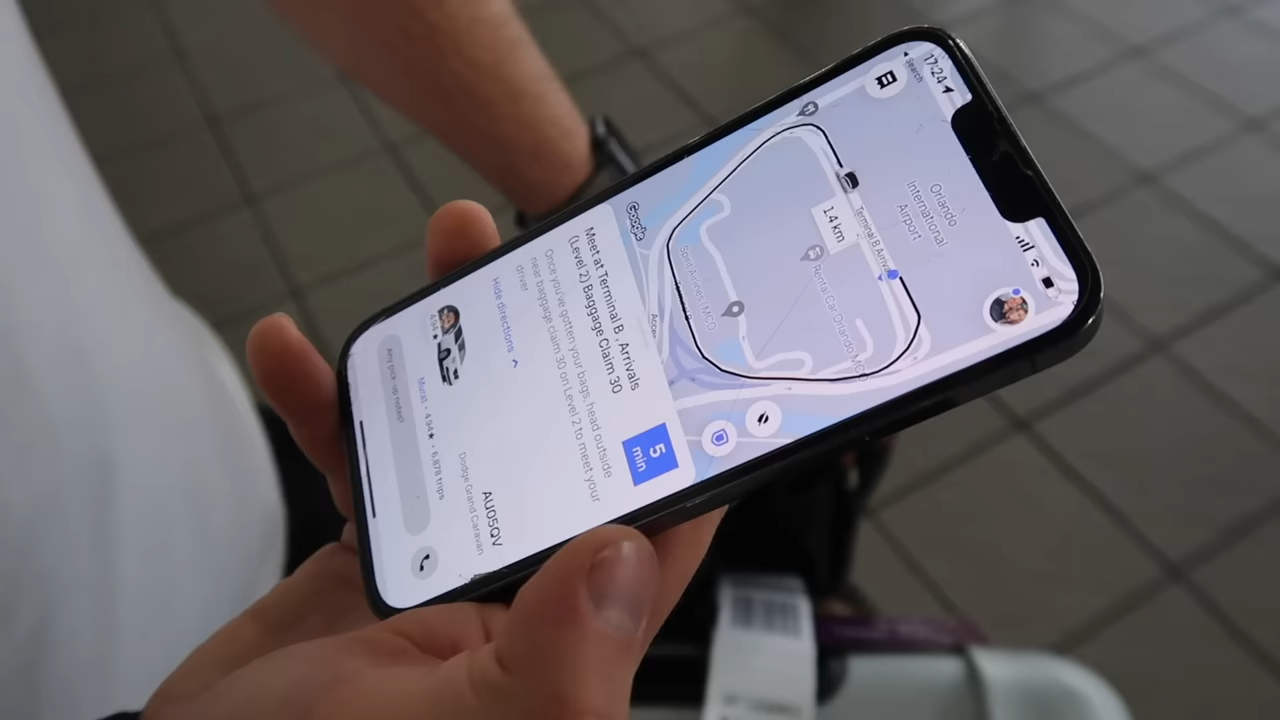 17:24
Search
Orlando
International
Airport
Terminal B Arrivals
1.4 km
Rental Car Orlando MCO
Spirit Airlines MCO
Google
Meet at Terminal B , Arrivals
(Level 2) Baggage Claim 30
5
min
Once you've gotten your bags, head outside
near baggage claim 30 on Level 2 to meet your
driver
Hide directions
4.94★
AU05QV
Dodge Grand Caravan
Murat • 4.94★ • 6,878 trips
Any pick-up notes?